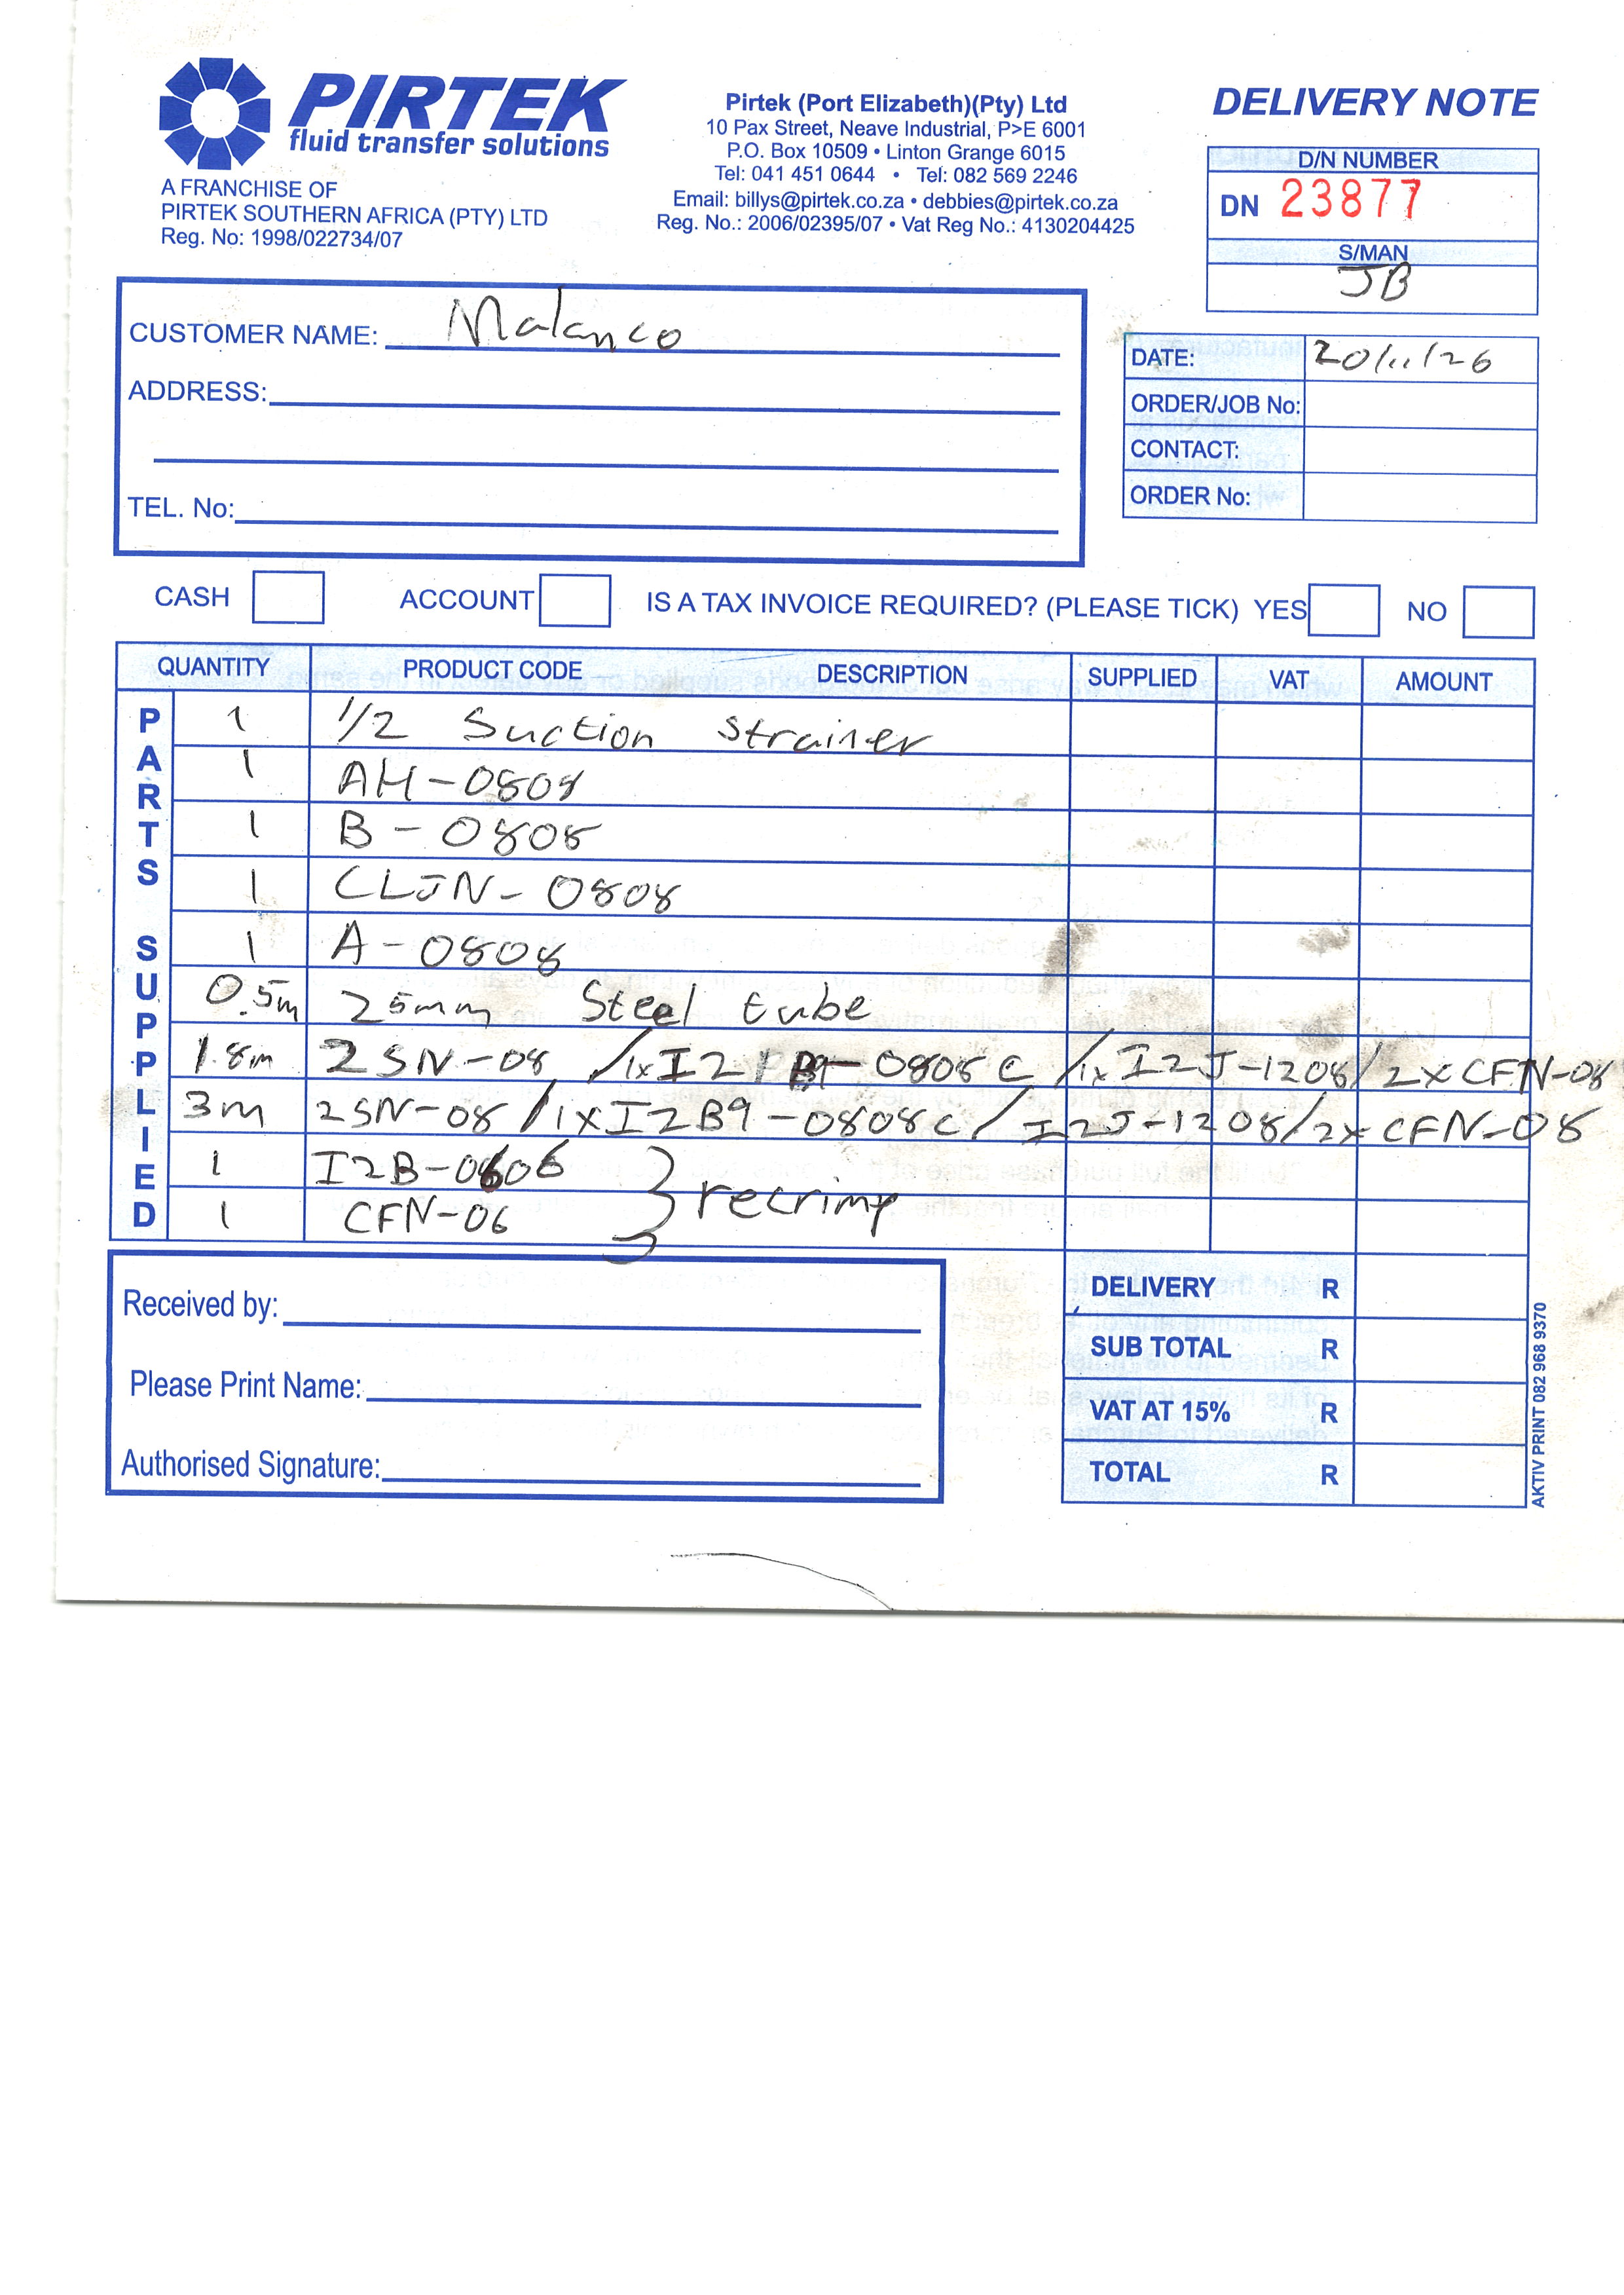 PIRTEK
fluid transfer solutions
A FRANCHISE OF
PIRTEK SOUTHERN AFRICA (PTY) LTD
Reg. No: 1998/022734/07
Pirtek (Port Elizabeth)(Pty) Ltd
10 Pax Street, Neave Industrial, P>E 6001
P.O. Box 10509 • Linton Grange 6015
Tel: 041 451 0644 • Tel: 082 569 2246
Email: billys@pirtek.co.za • debbies@pirtek.co.za
Reg. No.: 2006/02395/07 • Vat Reg No.: 4130204425
DELIVERY NOTE
D/N NUMBER
DN 23877
S/MAN
JB
CUSTOMER NAME: Malanco
ADDRESS:
TEL. No:
DATE: 20/11/26
ORDER/JOB No:
CONTACT:
ORDER No:
CASH ACCOUNT IS A TAX INVOICE REQUIRED? (PLEASE TICK) YES NO
QUANTITY PRODUCT CODE DESCRIPTION SUPPLIED VAT AMOUNT
PARTS SUPPLIED
1 1/2 Suction Strainer
1 AH-0808
1 B-0808
1 CLJN-0808
1 A-0808
0.5m 25mm Steel tube
1.8m 2SN-08 /1x -0808C /1x I2J-1208/2xCFN-08
3m 2SN-08/1xI2B9-0808C/I2J-1208/2xCFN-08
1 I2B-0606
1 CFN-06 } recrimp
Received by:
Please Print Name:
Authorised Signature:
DELIVERY R
SUB TOTAL R
VAT AT 15% R
TOTAL R
AKTIV PRINT 082 968 9370